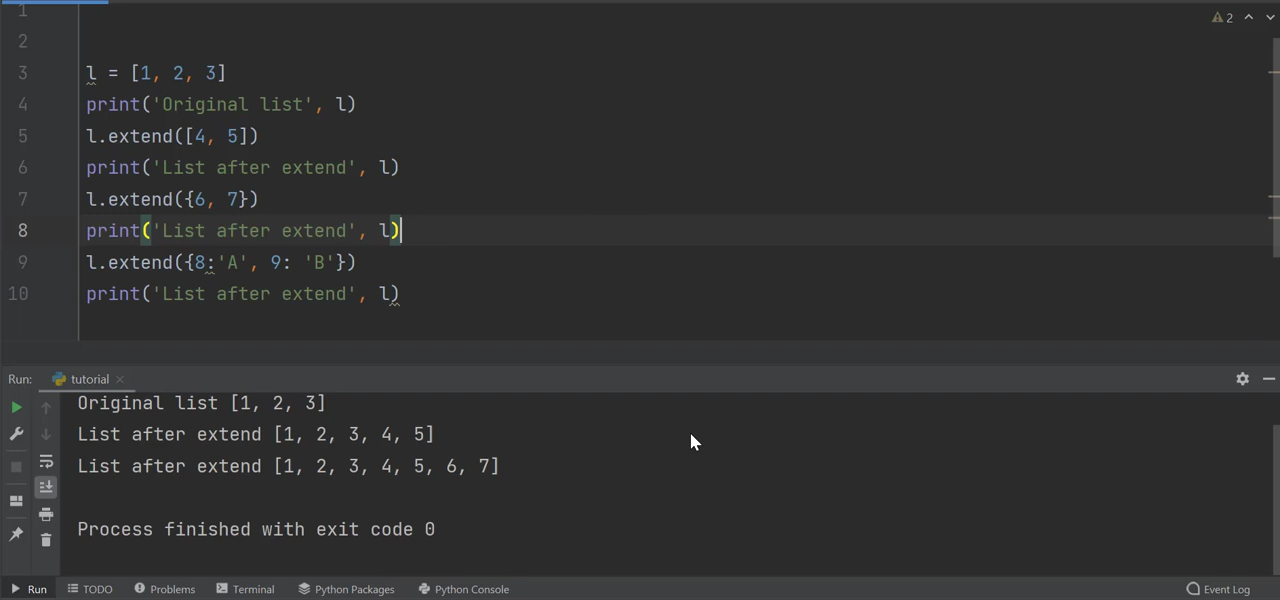 1
2
2
3 l = [1, 2, 3]
4 print('Original list', l)
5 l.extend([4, 5])
6 print('List after extend', l)
7 l.extend({6, 7})
8 print('List after extend', l)
9 l.extend({8:'A', 9: 'B'})
10 print('List after extend', l)
Run: tutorial
Original list [1, 2, 3]
List after extend [1, 2, 3, 4, 5]
List after extend [1, 2, 3, 4, 5, 6, 7]
Process finished with exit code 0
Run TODO Problems Terminal Python Packages Python Console Event Log